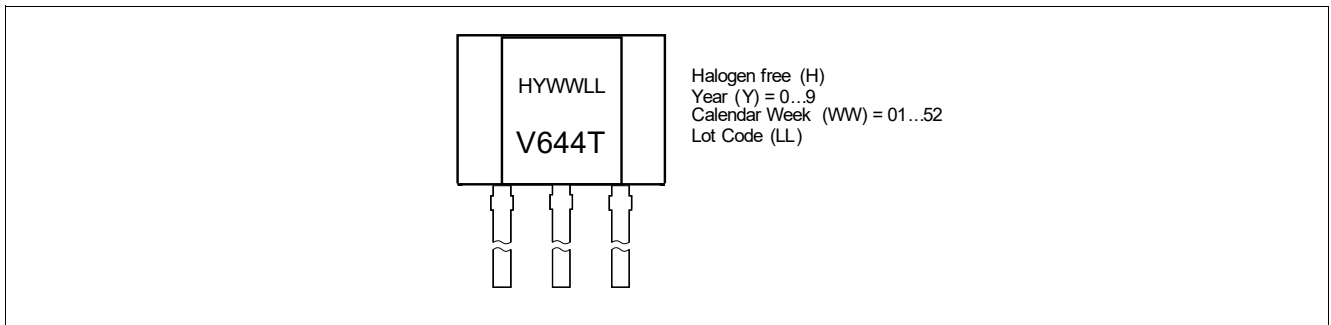 HYWWLL
V644T
Halogen free (H)
Year (Y) = 0...9
Calendar Week (WW) = 01...52
Lot Code (LL)